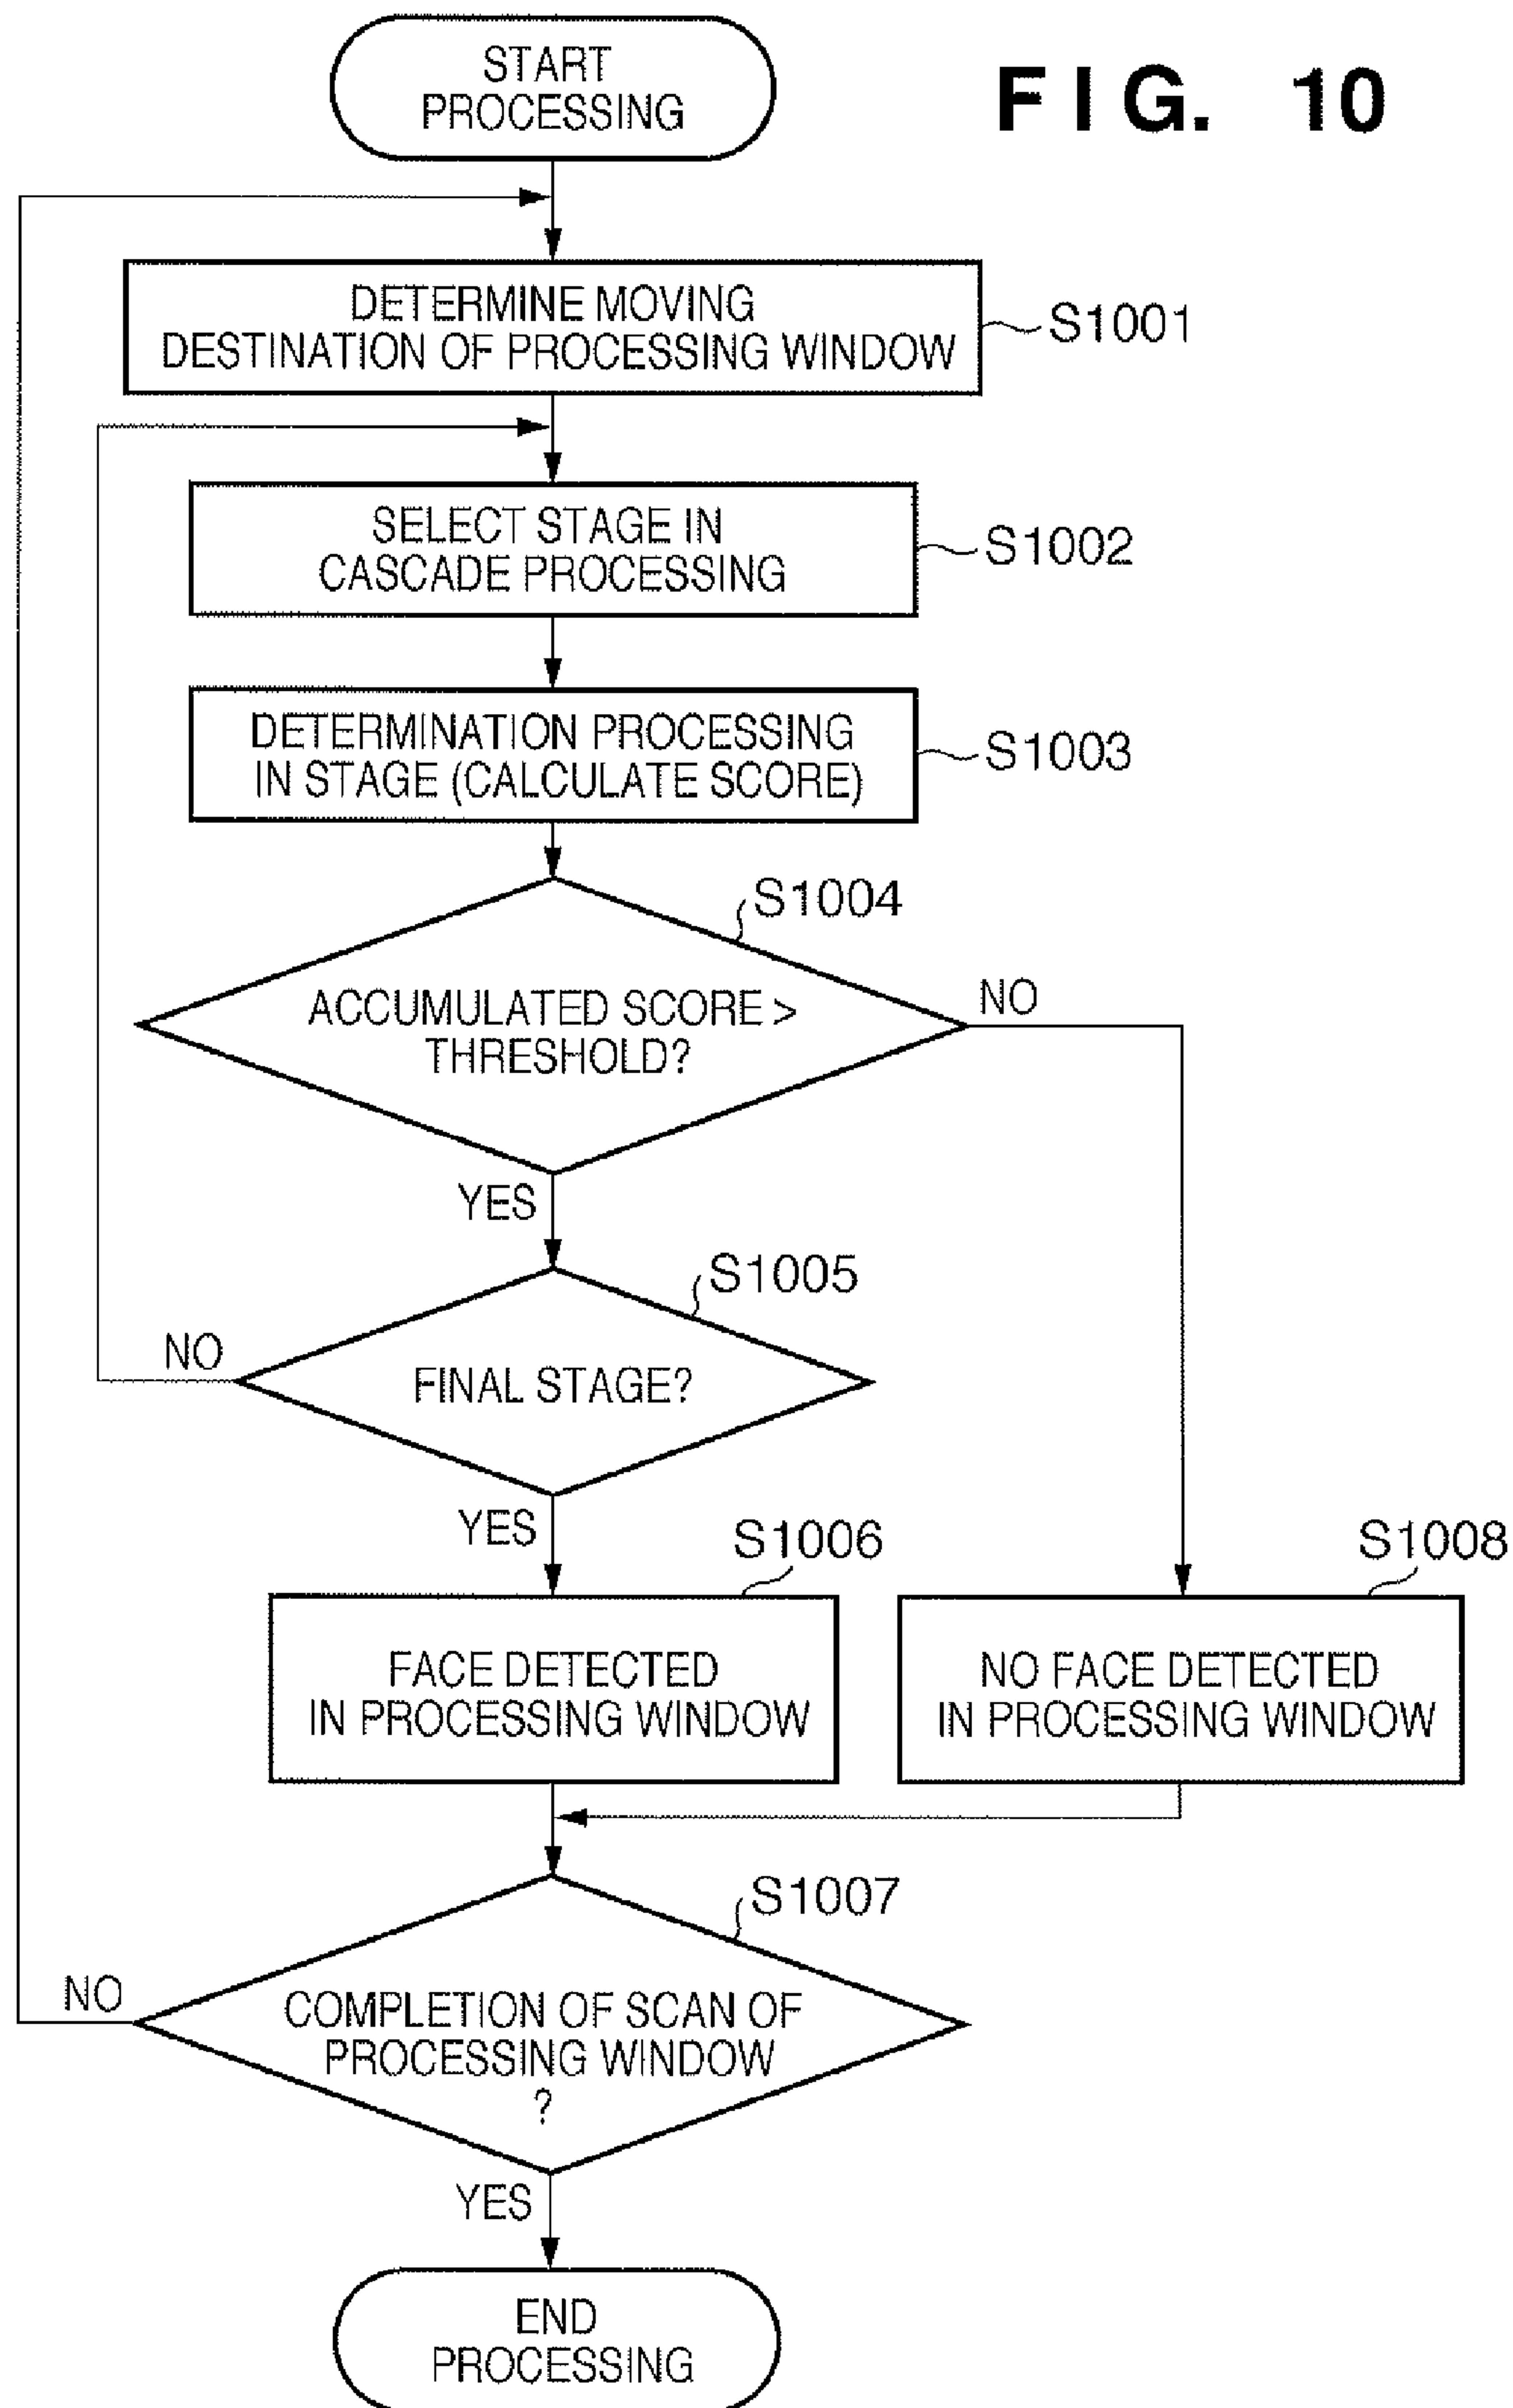 START
PROCESSING
FIG. 10
DETERMINE MOVING
DESTINATION OF PROCESSING WINDOW
S1001
SELECT STAGE IN
CASCADE PROCESSING
S1002
DETERMINATION PROCESSING
IN STAGE (CALCULATE SCORE)
S1003
S1004
ACCUMULATED SCORE >
THRESHOLD?
NO
YES
S1005
FINAL STAGE?
NO
YES
S1006
FACE DETECTED
IN PROCESSING WINDOW
S1008
NO FACE DETECTED
IN PROCESSING WINDOW
S1007
COMPLETION OF SCAN OF
PROCESSING WINDOW
?
NO
YES
END
PROCESSING